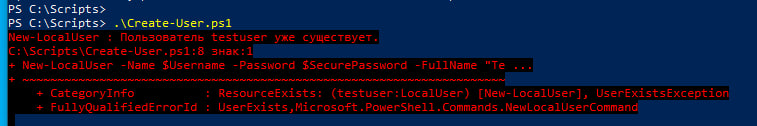 PS C:\Scripts>
PS C:\Scripts> .\Create-User.ps1
New-LocalUser : Пользователь testuser уже существует.
C:\Scripts\Create-User.ps1:8 знак:1
+ New-LocalUser -Name $Username -Password $SecurePassword -FullName "Te ...
+ ~~~~~~~~~~~~~~~~~~~~~~~~~~~~~~~~~~~~~~~~~~~~~~~~~~~~~~~~~~~~~~~~~
    + CategoryInfo          : ResourceExists: (testuser:LocalUser) [New-LocalUser], UserExistsException
    + FullyQualifiedErrorId : UserExists,Microsoft.PowerShell.Commands.NewLocalUserCommand